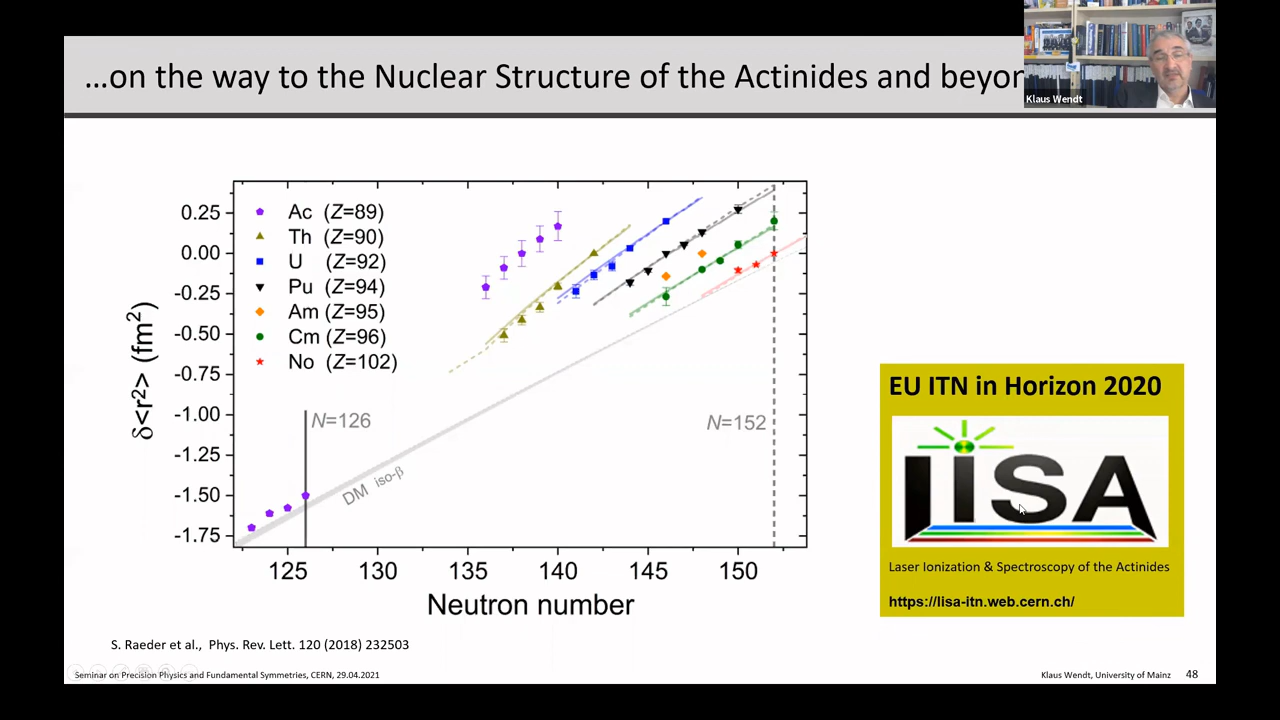 ...on the way to the Nuclear Structure of the Actinides and beyon
Klaus Wendt
Ac (Z=89)
Th (Z=90)
U (Z=92)
Pu (Z=94)
Am (Z=95)
Cm (Z=96)
No (Z=102)
0.25
0.00
-0.25
-0.50
-0.75
-1.00
-1.25
-1.50
-1.75
δ<r²> (fm²)
N=126
N=152
DM iso-β
125
130
135
140
145
150
Neutron number
EU ITN in Horizon 2020
LISA
Laser Ionization & Spectroscopy of the Actinides
https://lisa-itn.web.cern.ch/
S. Raeder et al., Phys. Rev. Lett. 120 (2018) 232503
Seminar on Precision Physics and Fundamental Symmetries, CERN, 29.04.2021
Klaus Wendt, University of Mainz 48